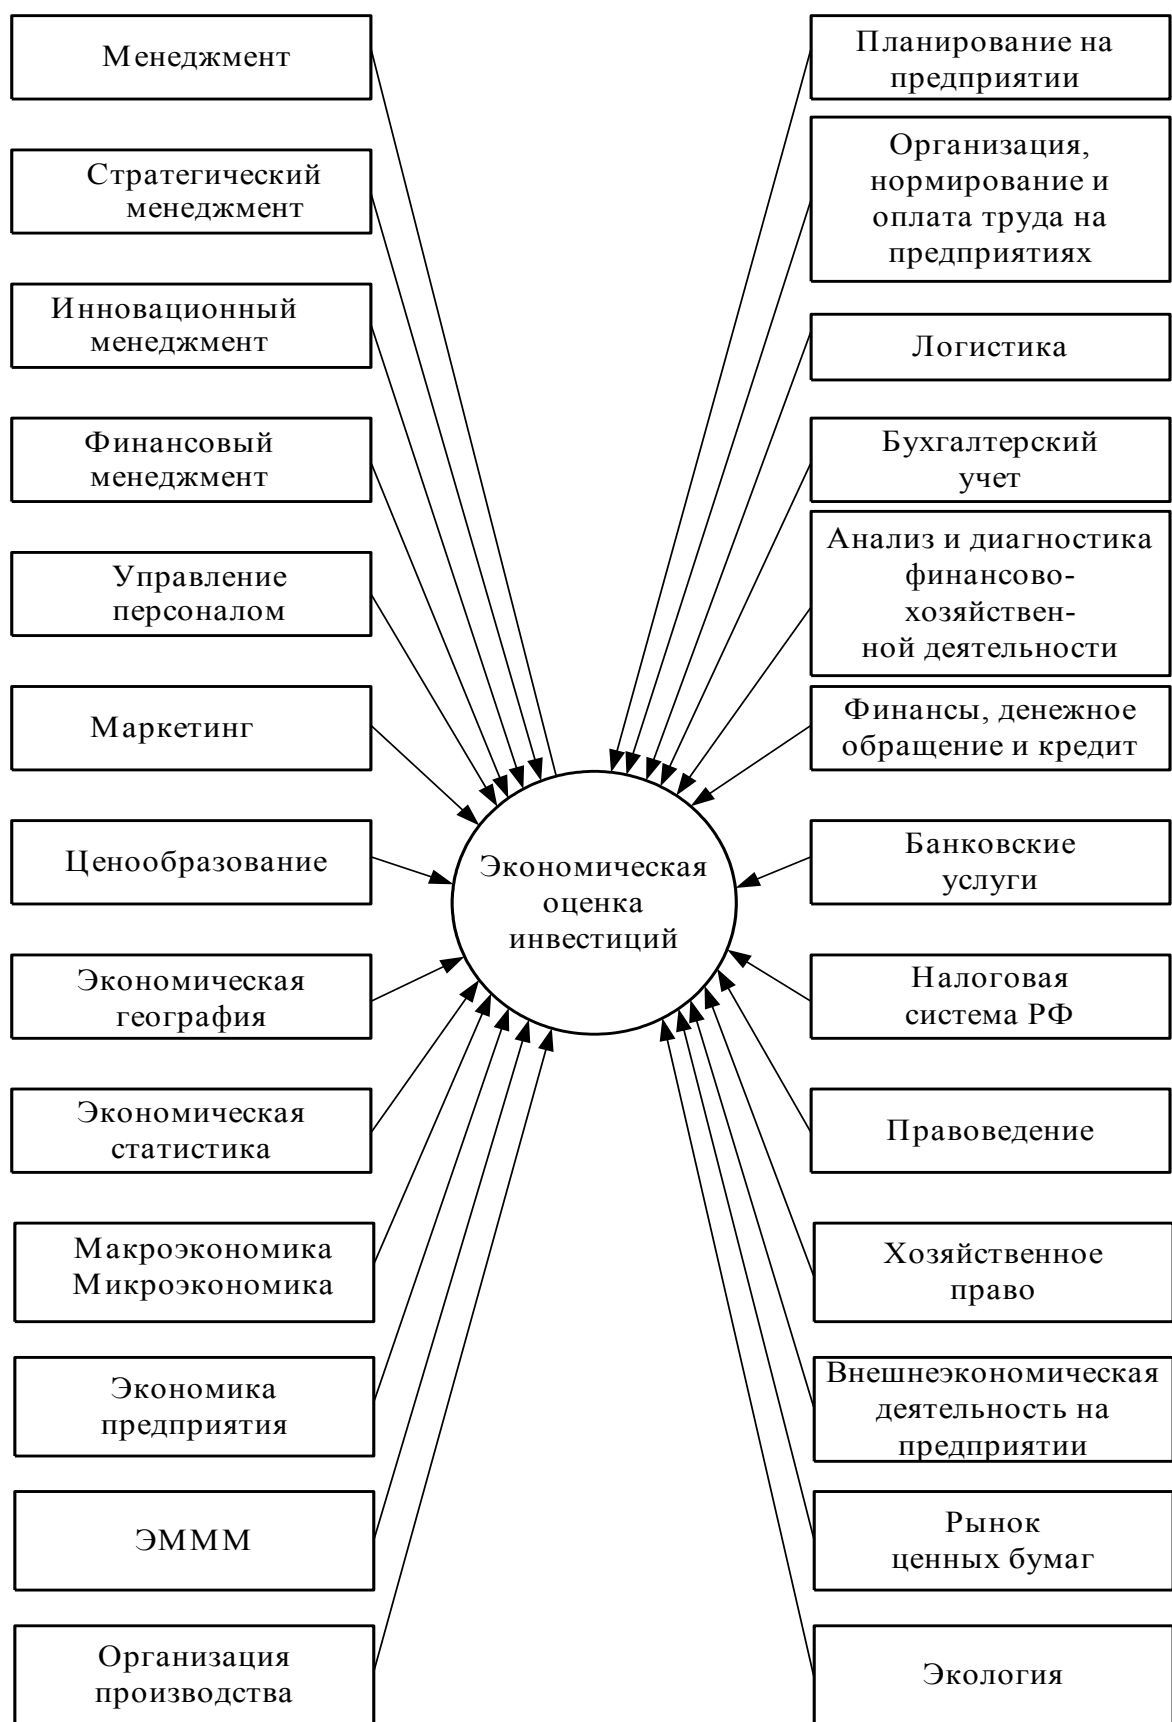 Менеджмент
Стратегический
менеджмент
Инновационный
менеджмент
Финансовый
менеджмент
Управление
персоналом
Маркетинг
Ценообразование
Экономическая
география
Экономическая
статистика
Макроэкономика
Микроэкономика
Экономика
предприятия
ЭМММ
Организация
производства
Экономическая
оценка
инвестиций
Планирование на
предприятии
Организация,
нормирование и
оплата труда на
предприятиях
Логистика
Бухгалтерский
учет
Анализ и диагностика
финансово-
хозяйствен-
ной деятельности
Финансы, денежное
обращение и кредит
Банковские
услуги
Налоговая
система РФ
Правоведение
Хозяйственное
право
Внешнеэкономическая
деятельность на
предприятии
Рынок
ценных бумаг
Экология